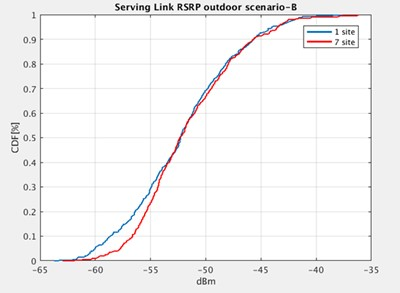 Serving Link RSRP outdoor scenario-B
1
0.9
0.8
0.7
0.6
0.5
0.4
0.3
0.2
0.1
0
CDF[%]
1 site
7 site
−65 −60 −55 −50 −45 −40 −35
dBm